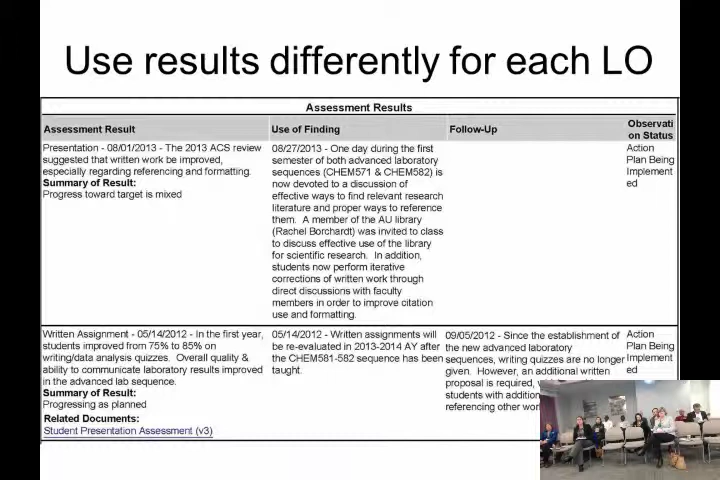 Use results differently for each LO
Assessment Results
Assessment Result
Use of Finding
Follow-Up
Observati
on Status
Presentation - 08/01/2013 - The 2013 ACS review
suggested that written work be improved,
especially regarding referencing and formatting.
Summary of Result:
Progress toward target is mixed
08/27/2013 - One day during the first
semester of both advanced laboratory
sequences (CHEM571 & CHEM582) is
now devoted to a discussion of
effective ways to find relevant research
literature and proper ways to reference
them. A member of the AU library
(Rachel Borchardt) was invited to class
to discuss effective use of the library
for scientific research. In addition,
students now perform iterative
corrections of written work through
direct discussions with faculty
members in order to improve citation
use and formatting.
Action
Plan Being
Implement
ed
Written Assignment - 05/14/2012 - In the first year,
students improved from 75% to 85% on
writing/data analysis quizzes. Overall quality &
ability to communicate laboratory results improved
in the advanced lab sequence.
Summary of Result:
Progressing as planned
Related Documents:
Student Presentation Assessment (v3)
05/14/2012 - Written assignments will
be re-evaluated in 2013-2014 AY after
the CHEM581-582 sequence has been
taught.
09/05/2012 - Since the establishment of
the new advanced laboratory
sequences, writing quizzes are no longer
given. However, an additional written
proposal is required,
students with addition
referencing other wor
Action
Plan Being
Implement
ed